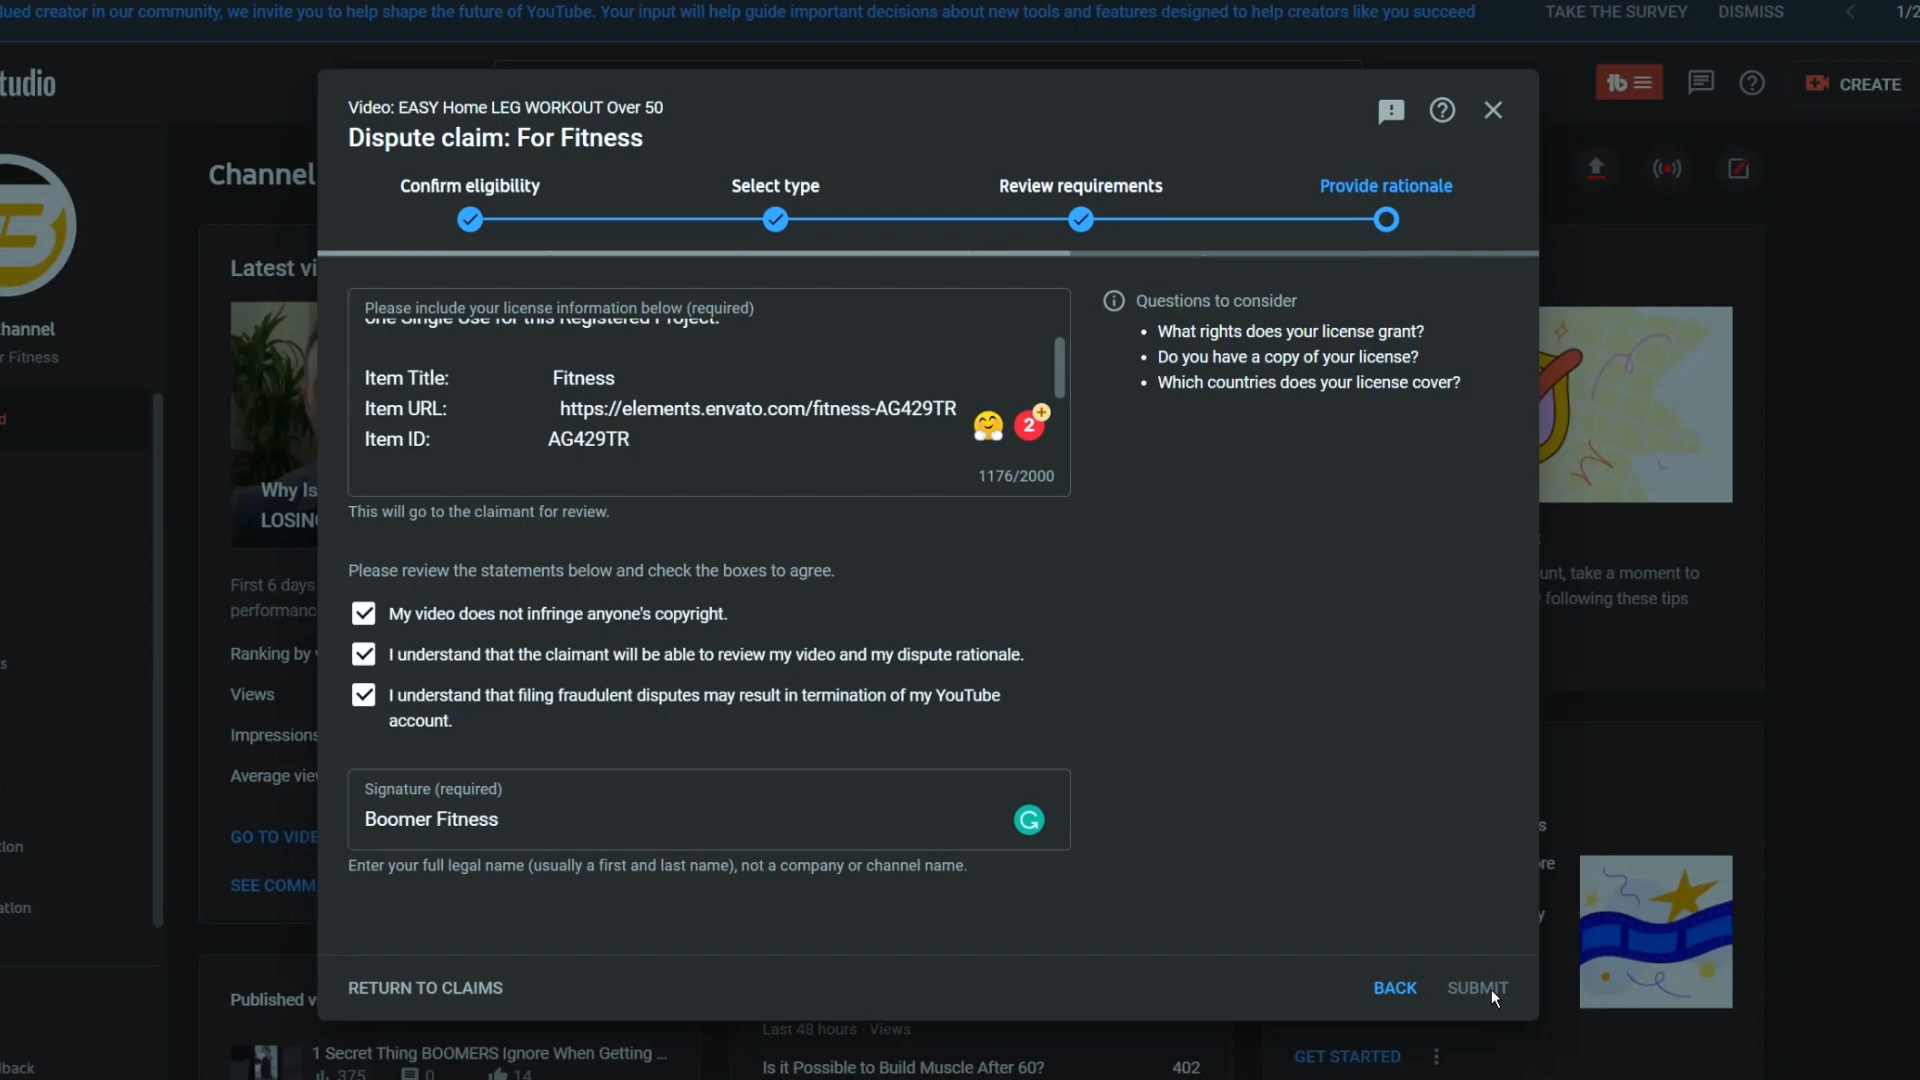 lued creator in our community, we invite you to help shape the future of YouTube. Your input will help guide important decisions about new tools and features designed to help creators like you succeed
TAKE THE SURVEY
DISMISS
1/2
tudio
CREATE
Video: EASY Home LEG WORKOUT Over 50
Dispute claim: For Fitness
Confirm eligibility
Select type
Review requirements
Provide rationale
Channel
Latest vi
hannel
r Fitness
d
Please include your license information below (required)
one Single Use for this Registered Project.
Item Title: Fitness
Item URL: https://elements.envato.com/fitness-AG429TR
Item ID: AG429TR
2
1176/2000
This will go to the claimant for review.
Questions to consider
• What rights does your license grant?
• Do you have a copy of your license?
• Which countries does your license cover?
Why Is
LOSIN
Please review the statements below and check the boxes to agree.
My video does not infringe anyone's copyright.
I understand that the claimant will be able to review my video and my dispute rationale.
I understand that filing fraudulent disputes may result in termination of my YouTube
account.
First 6 days
performanc
Ranking by
Views
Impressions
Average vie
GO TO VIDE
SEE COMM
unt, take a moment to
following these tips
Signature (required)
Boomer Fitness
Enter your full legal name (usually a first and last name), not a company or channel name.
tion
ation
RETURN TO CLAIMS
BACK
SUBMIT
Published v
1 Secret Thing BOOMERS Ignore When Getting ...
375
0
14
Last 48 hours · Views
Is it Possible to Build Muscle After 60?
402
GET STARTED
lback